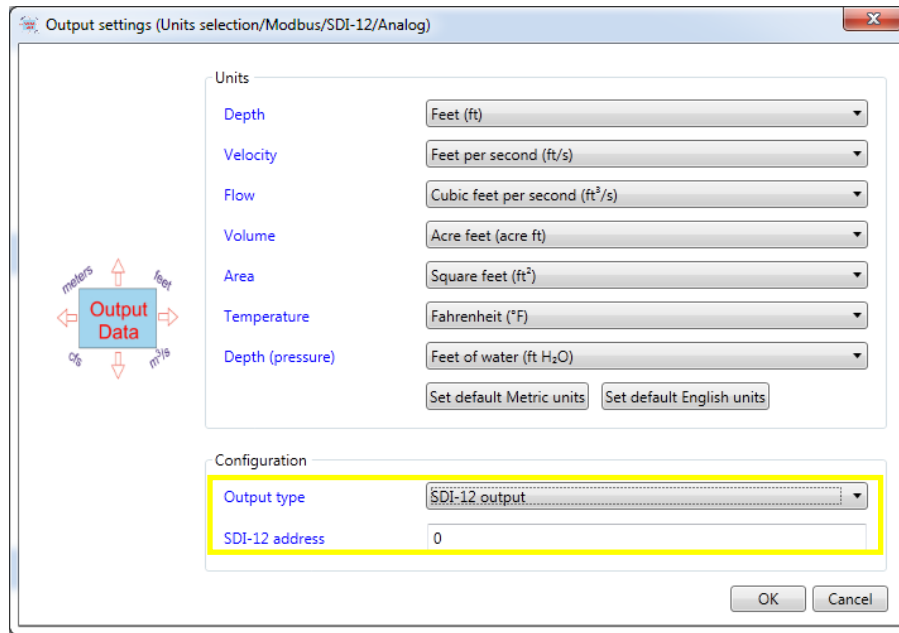 Output settings (Units selection/Modbus/SDI-12/Analog)
Units
Depth Feet (ft)
Velocity Feet per second (ft/s)
Flow Cubic feet per second (ft³/s)
Volume Acre feet (acre ft)
Area Square feet (ft²)
Temperature Fahrenheit (°F)
Depth (pressure) Feet of water (ft H₂O)
Set default Metric units Set default English units
meters feet
Output
Data
cfs m³/s
Configuration
Output type SDI-12 output
SDI-12 address 0
OK Cancel